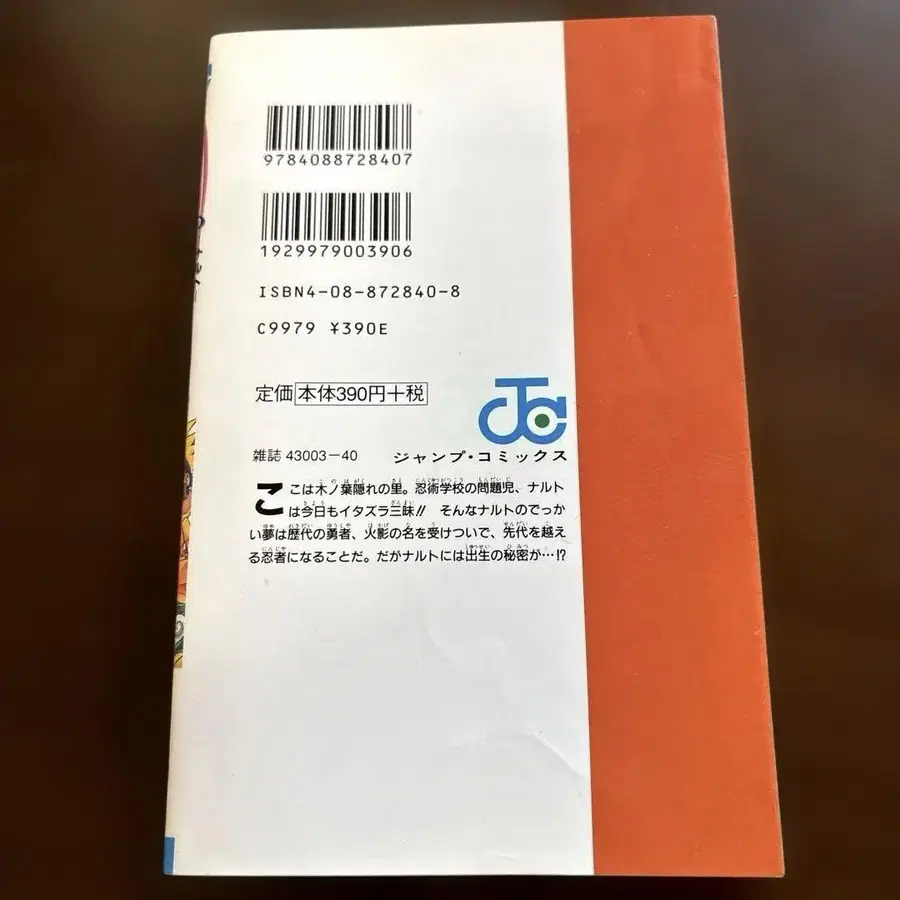 9784088728407
1929979003906
ISBN4-08-872840-8
C9979 ¥390E
定価 本体390円+税
雑誌 43003-40
ジャンプ・コミックス
ここは木ノ葉隠れの里。忍術学校の問題児、ナルト
は今日もイタズラ三昧!! そんなナルトのでっか
い夢は歴代の勇者、火影の名を受けついで、先代を越え
る忍者になることだ。だがナルトには出生の秘密が…!?